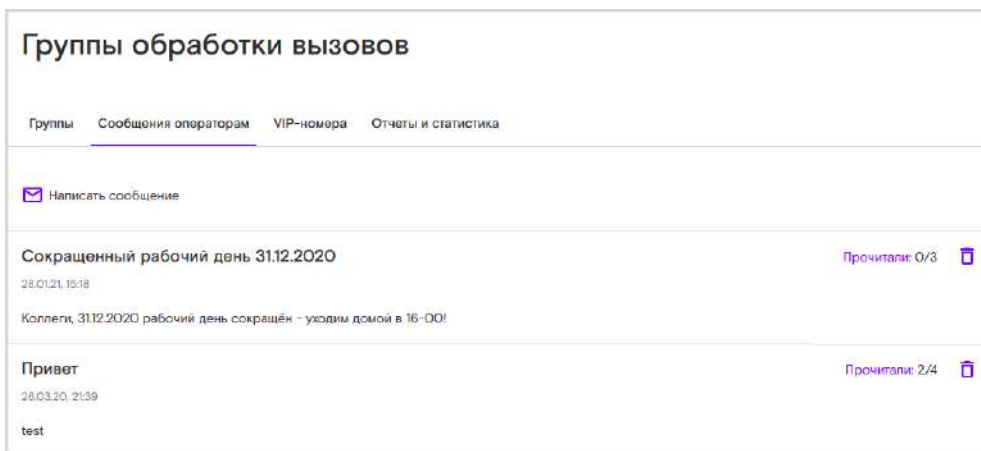 Группы обработки вызовов
Группы Сообщения операторам VIP-номера Отчеты и статистика
Написать сообщение
Сокращенный рабочий день 31.12.2020 Прочитали: 0/3
28.01.21, 15:18
Коллеги, 31.12.2020 рабочий день сокращён - уходим домой в 16-00!
Привет Прочитали: 2/4
26.03.20, 21:39
test